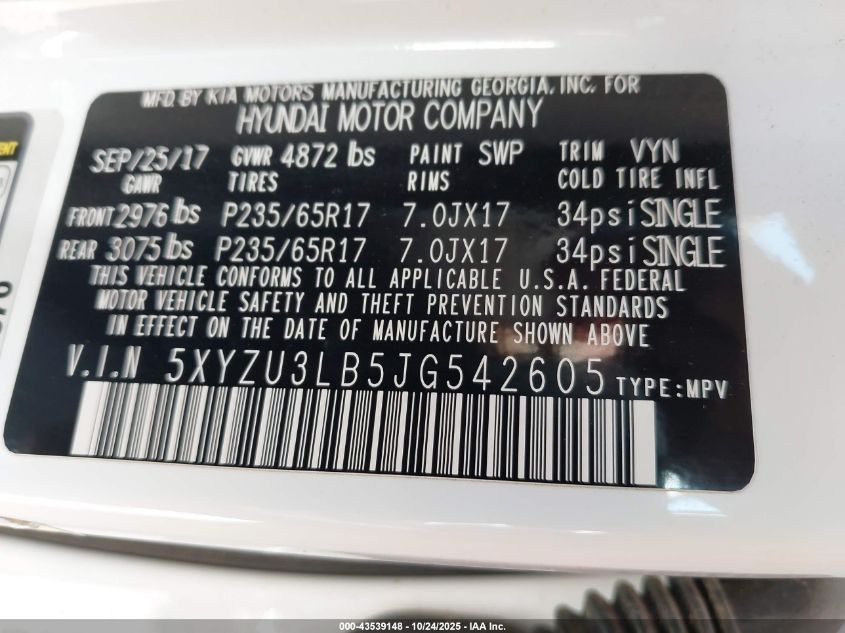 MFD. BY KIA MOTORS MANUFACTURING GEORGIA, INC. FOR
HYUNDAI MOTOR COMPANY
SEP/25/17 GVWR 4872 lbs PAINT SWP TRIM VYN
GAWR TIRES RIMS COLD TIRE INFL
FRONT 2976 lbs P235/65R17 7.0JX17 34psi SINGLE
REAR 3075 lbs P235/65R17 7.0JX17 34psi SINGLE
THIS VEHICLE CONFORMS TO ALL APPLICABLE U.S.A. FEDERAL
MOTOR VEHICLE SAFETY AND THEFT PREVENTION STANDARDS
IN EFFECT ON THE DATE OF MANUFACTURE SHOWN ABOVE
V.I.N 5XYZU3LB5JG542605 TYPE:MPV
000-43539148 - 10/24/2025 - IAA Inc.